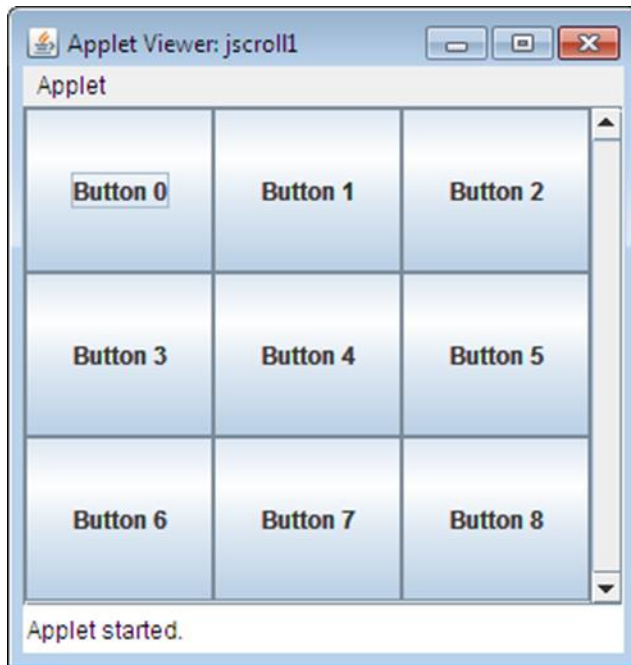 Applet Viewer: jscroll1
Applet
Button 0 Button 1 Button 2
Button 3 Button 4 Button 5
Button 6 Button 7 Button 8
Applet started.